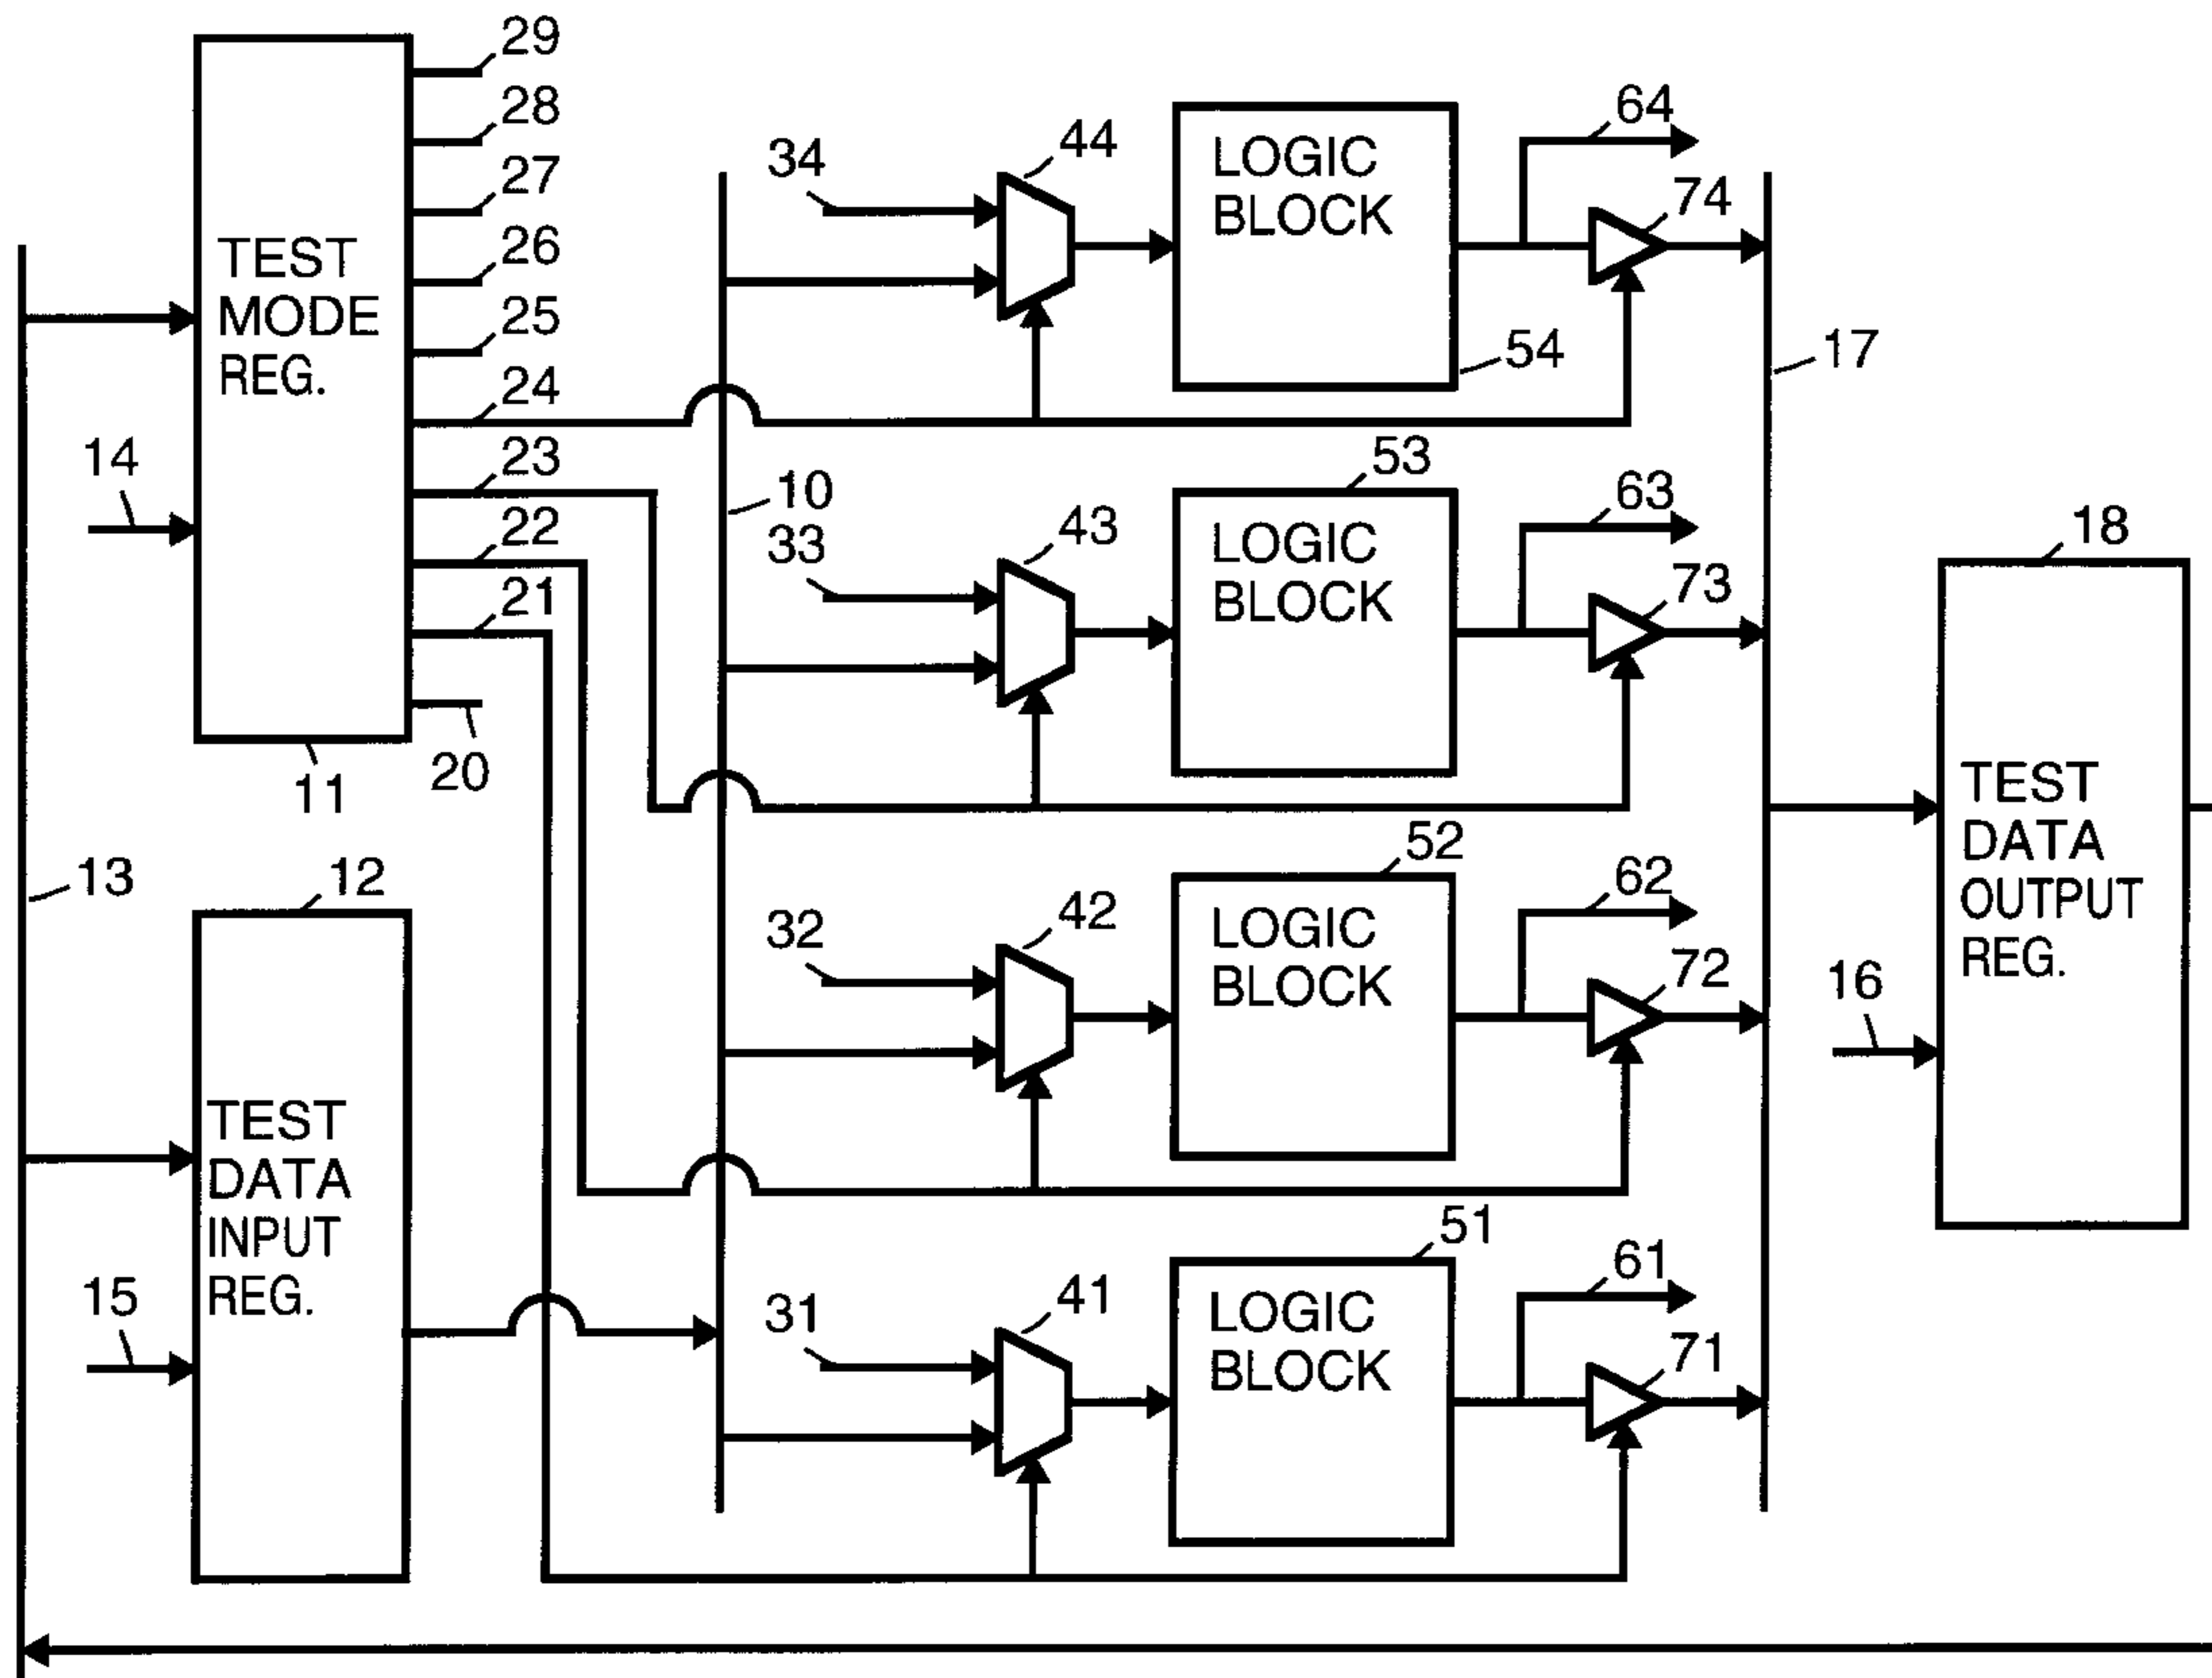 29
28
27
26
25
24
23
22
21
20
TEST
MODE
REG.
14
11
13
12
TEST
DATA
INPUT
REG.
15
10
34
44
LOGIC
BLOCK
54
64
74
17
33
43
53
LOGIC
BLOCK
63
73
32
42
52
LOGIC
BLOCK
62
72
31
41
51
LOGIC
BLOCK
61
71
18
TEST
DATA
OUTPUT
REG.
16